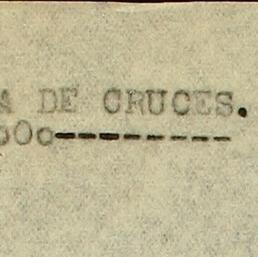 A DE CRUCES.
oOo---------